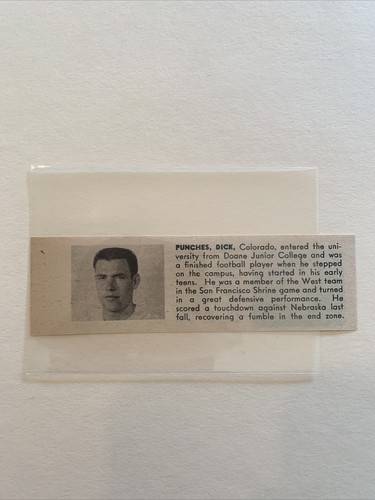 PUNCHES, DICK, Colorado, entered the uni-
versity from Doane Junior College and was
a finished football player when he stepped
on the campus, having started in his early
teens. He was a member of the West team
in the San Francisco Shrine game and turned
in a great defensive performance. He
scored a touchdown against Nebraska last
fall, recovering a fumble in the end zone.